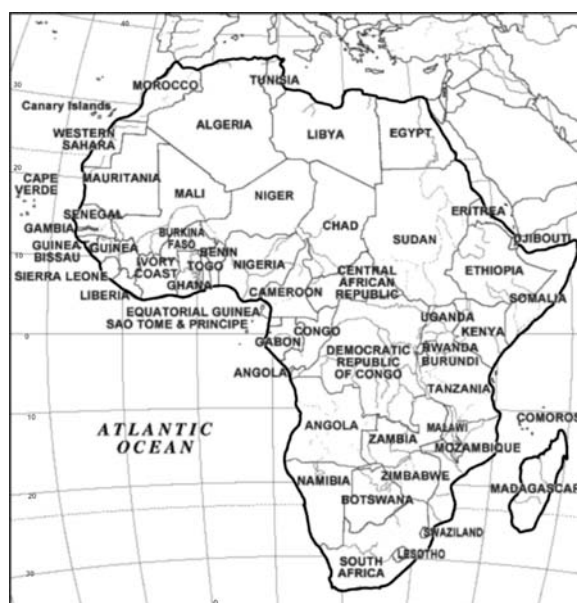 40
30
20
10
0
10
20
30
0
MOROCCO
TUNISIA
Canary Islands
ALGERIA
LIBYA
EGYPT
WESTERN
SAHARA
CAPE
VERDE
MAURITANIA
MALI
NIGER
CHAD
SUDAN
ERITREA
DJIBOUTI
SENEGAL
GAMBIA
GUINEA
BISSAU
GUINEA
BURKINA
FASO
BENIN
TOGO
IVORY
COAST
GHANA
NIGERIA
SIERRA LEONE
LIBERIA
CAMEROON
CENTRAL
AFRICAN
REPUBLIC
ETHIOPIA
SOMALIA
EQUATORIAL GUINEA
SAO TOME & PRINCIPE
UGANDA
KENYA
CONGO
GABON
DEMOCRATIC
REPUBLIC
OF CONGO
RWANDA
BURUNDI
ANGOLA
TANZANIA
ATLANTIC
OCEAN
ANGOLA
MALAWI
COMOROS
ZAMBIA
MOZAMBIQUE
NAMIBIA
ZIMBABWE
BOTSWANA
MADAGASCAR
SWAZILAND
LESOTHO
SOUTH
AFRICA